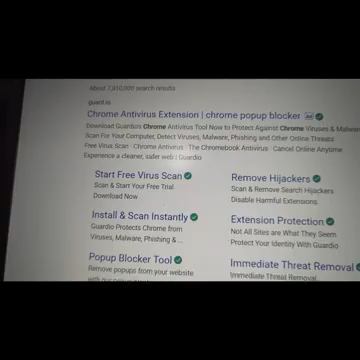 About 7,810,000 search results
guard.io
Chrome Antivirus Extension | chrome popup blocker Ad
Download Guardio's Chrome Antivirus Tool Now to Protect Against Chrome Viruses & Malware
Scan For Your Computer, Detect Viruses, Malware, Phishing and Other Online Threats
Free Virus Scan · Chrome Antivirus · The Chromebook Antivirus · Cancel Online Anytime
Experience a cleaner, safer web | Guardio
Start Free Virus Scan
Scan & Start Your Free Trial
Download Now
Remove Hijackers
Scan & Remove Search Hijackers
Disable Harmful Extensions.
Install & Scan Instantly
Guardio Protects Chrome from
Viruses, Malware, Phishing & ...
Extension Protection
Not All Sites are What They Seem
Protect Your Identity With Guardio
Popup Blocker Tool
Remove popups from your website
with our
Immediate Threat Removal
Immediate Threat Removal.